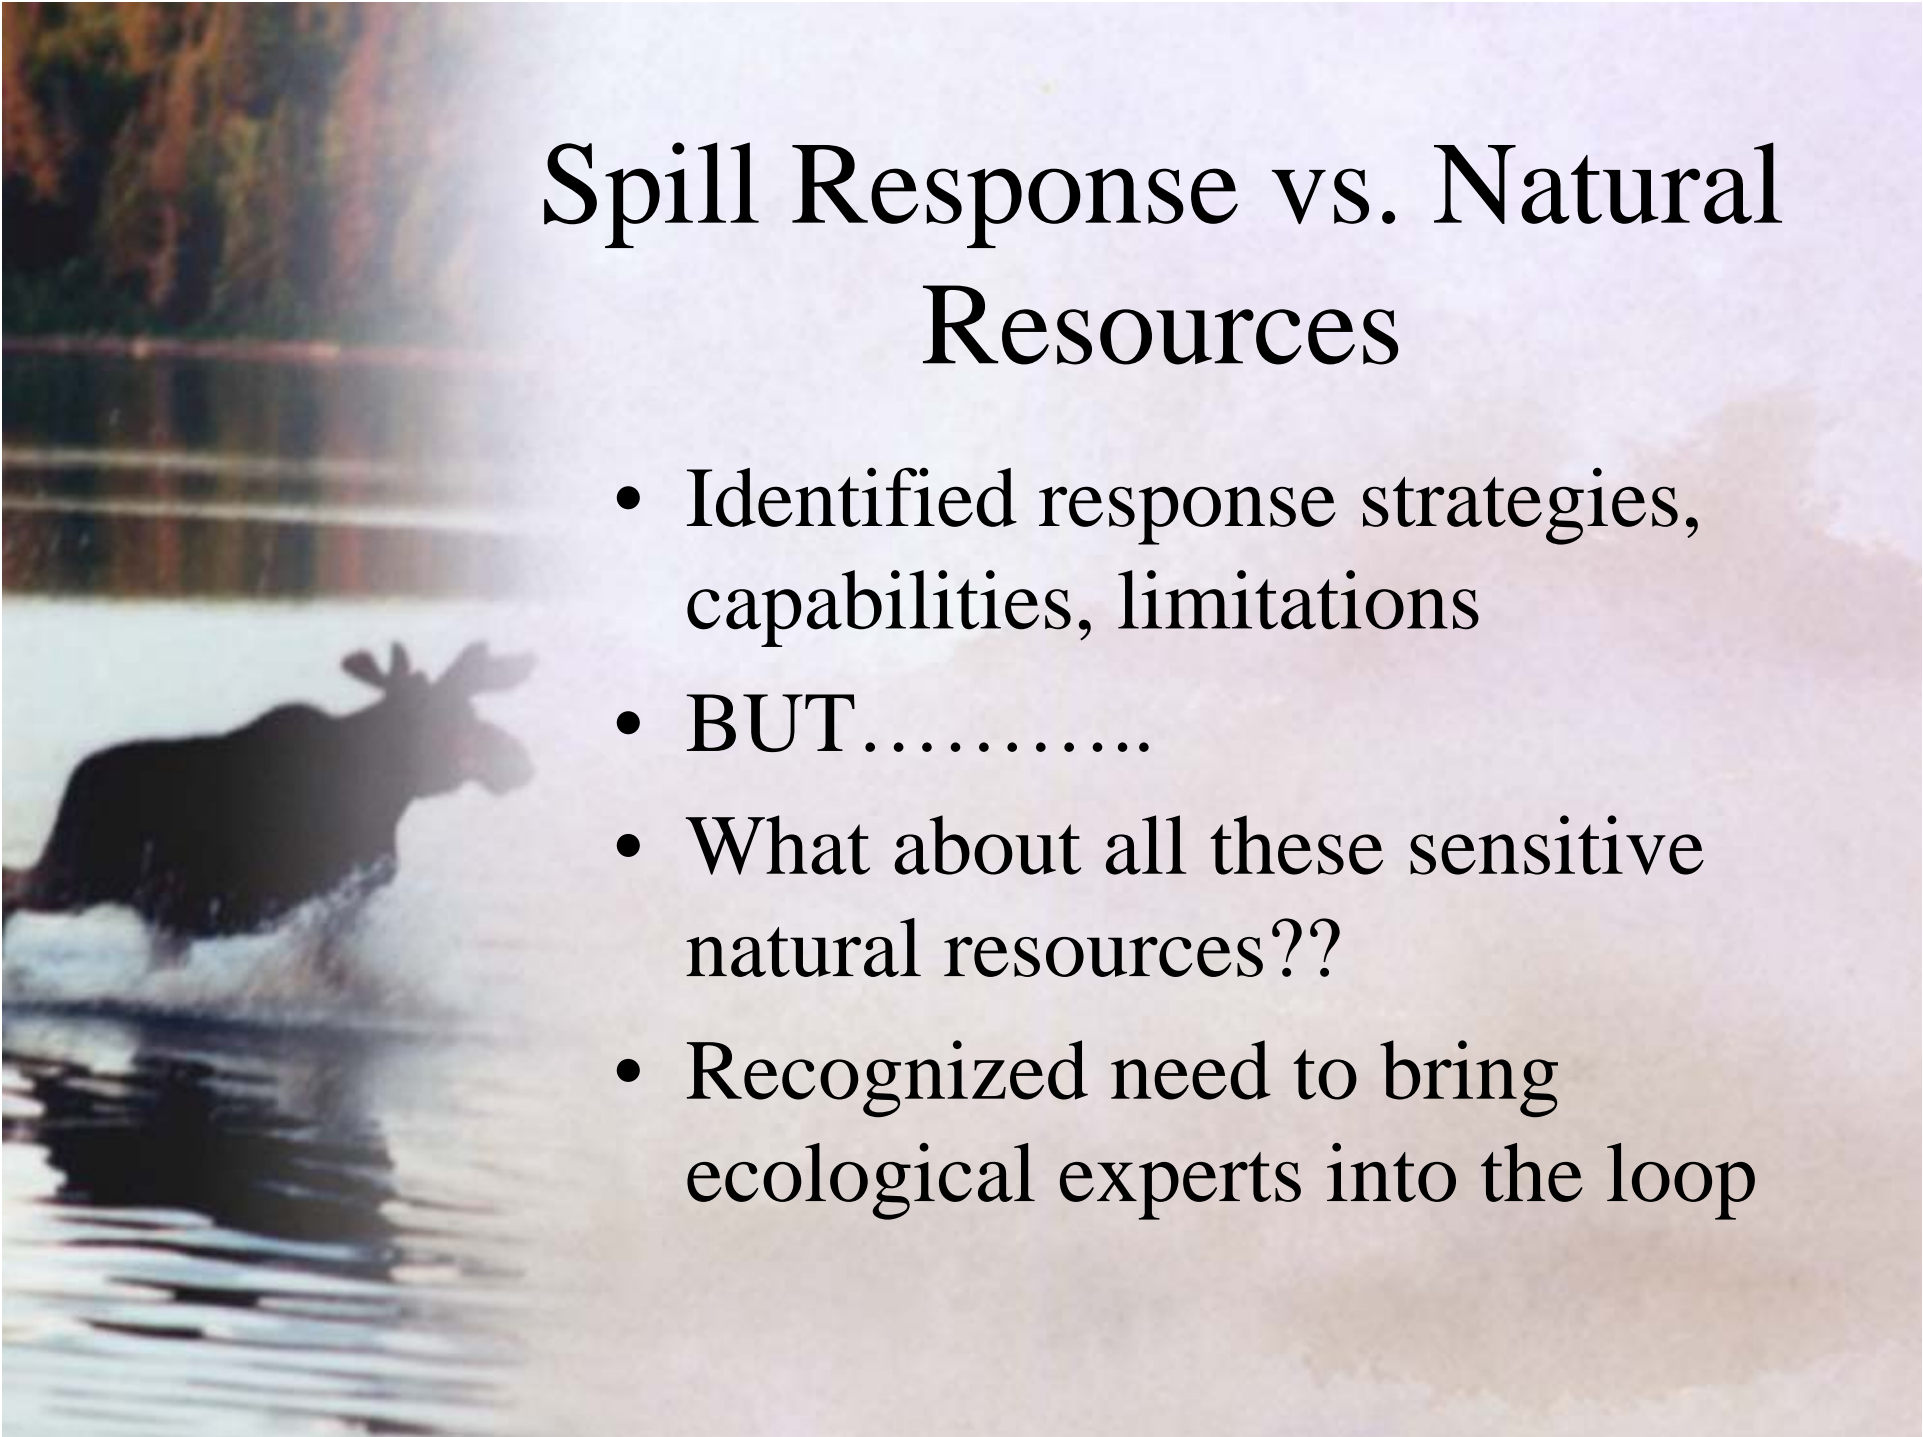 Spill Response vs. Natural
Resources
• Identified response strategies,
capabilities, limitations
• BUT………..
• What about all these sensitive
natural resources??
• Recognized need to bring
ecological experts into the loop